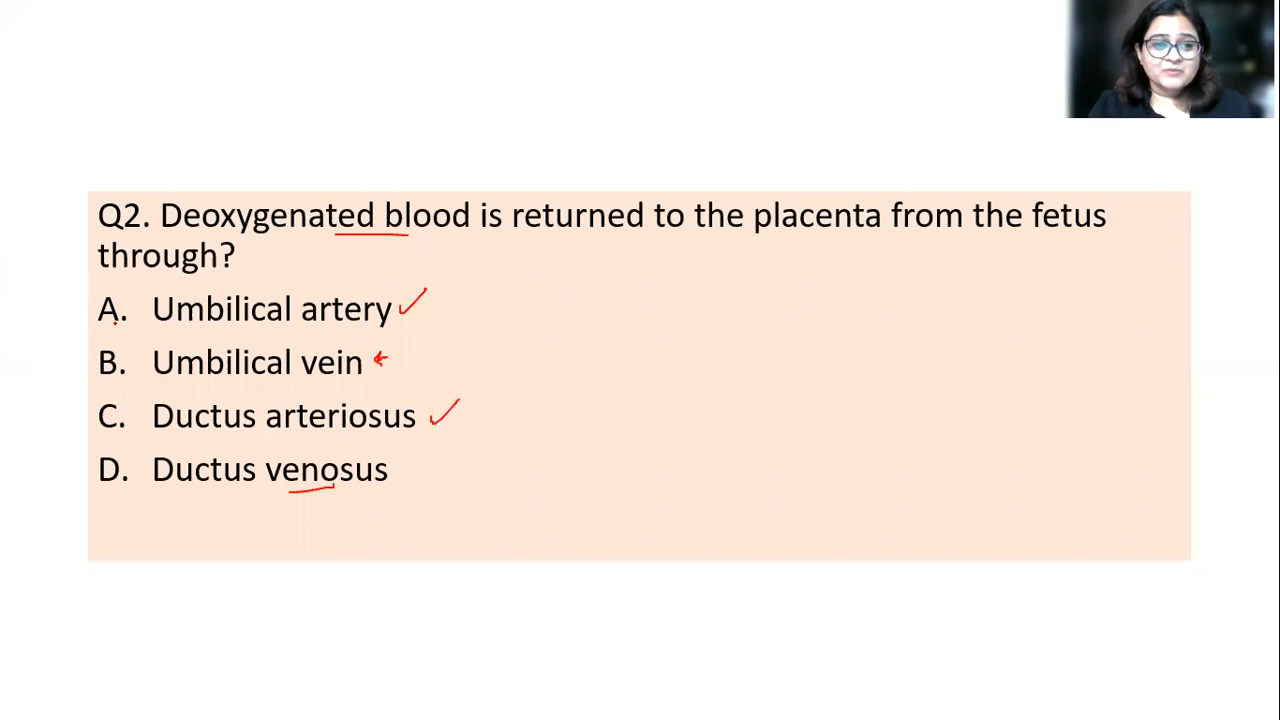 Q2. Deoxygenated blood is returned to the placenta from the fetus
through?
A. Umbilical artery
B. Umbilical vein
C. Ductus arteriosus
D. Ductus venosus